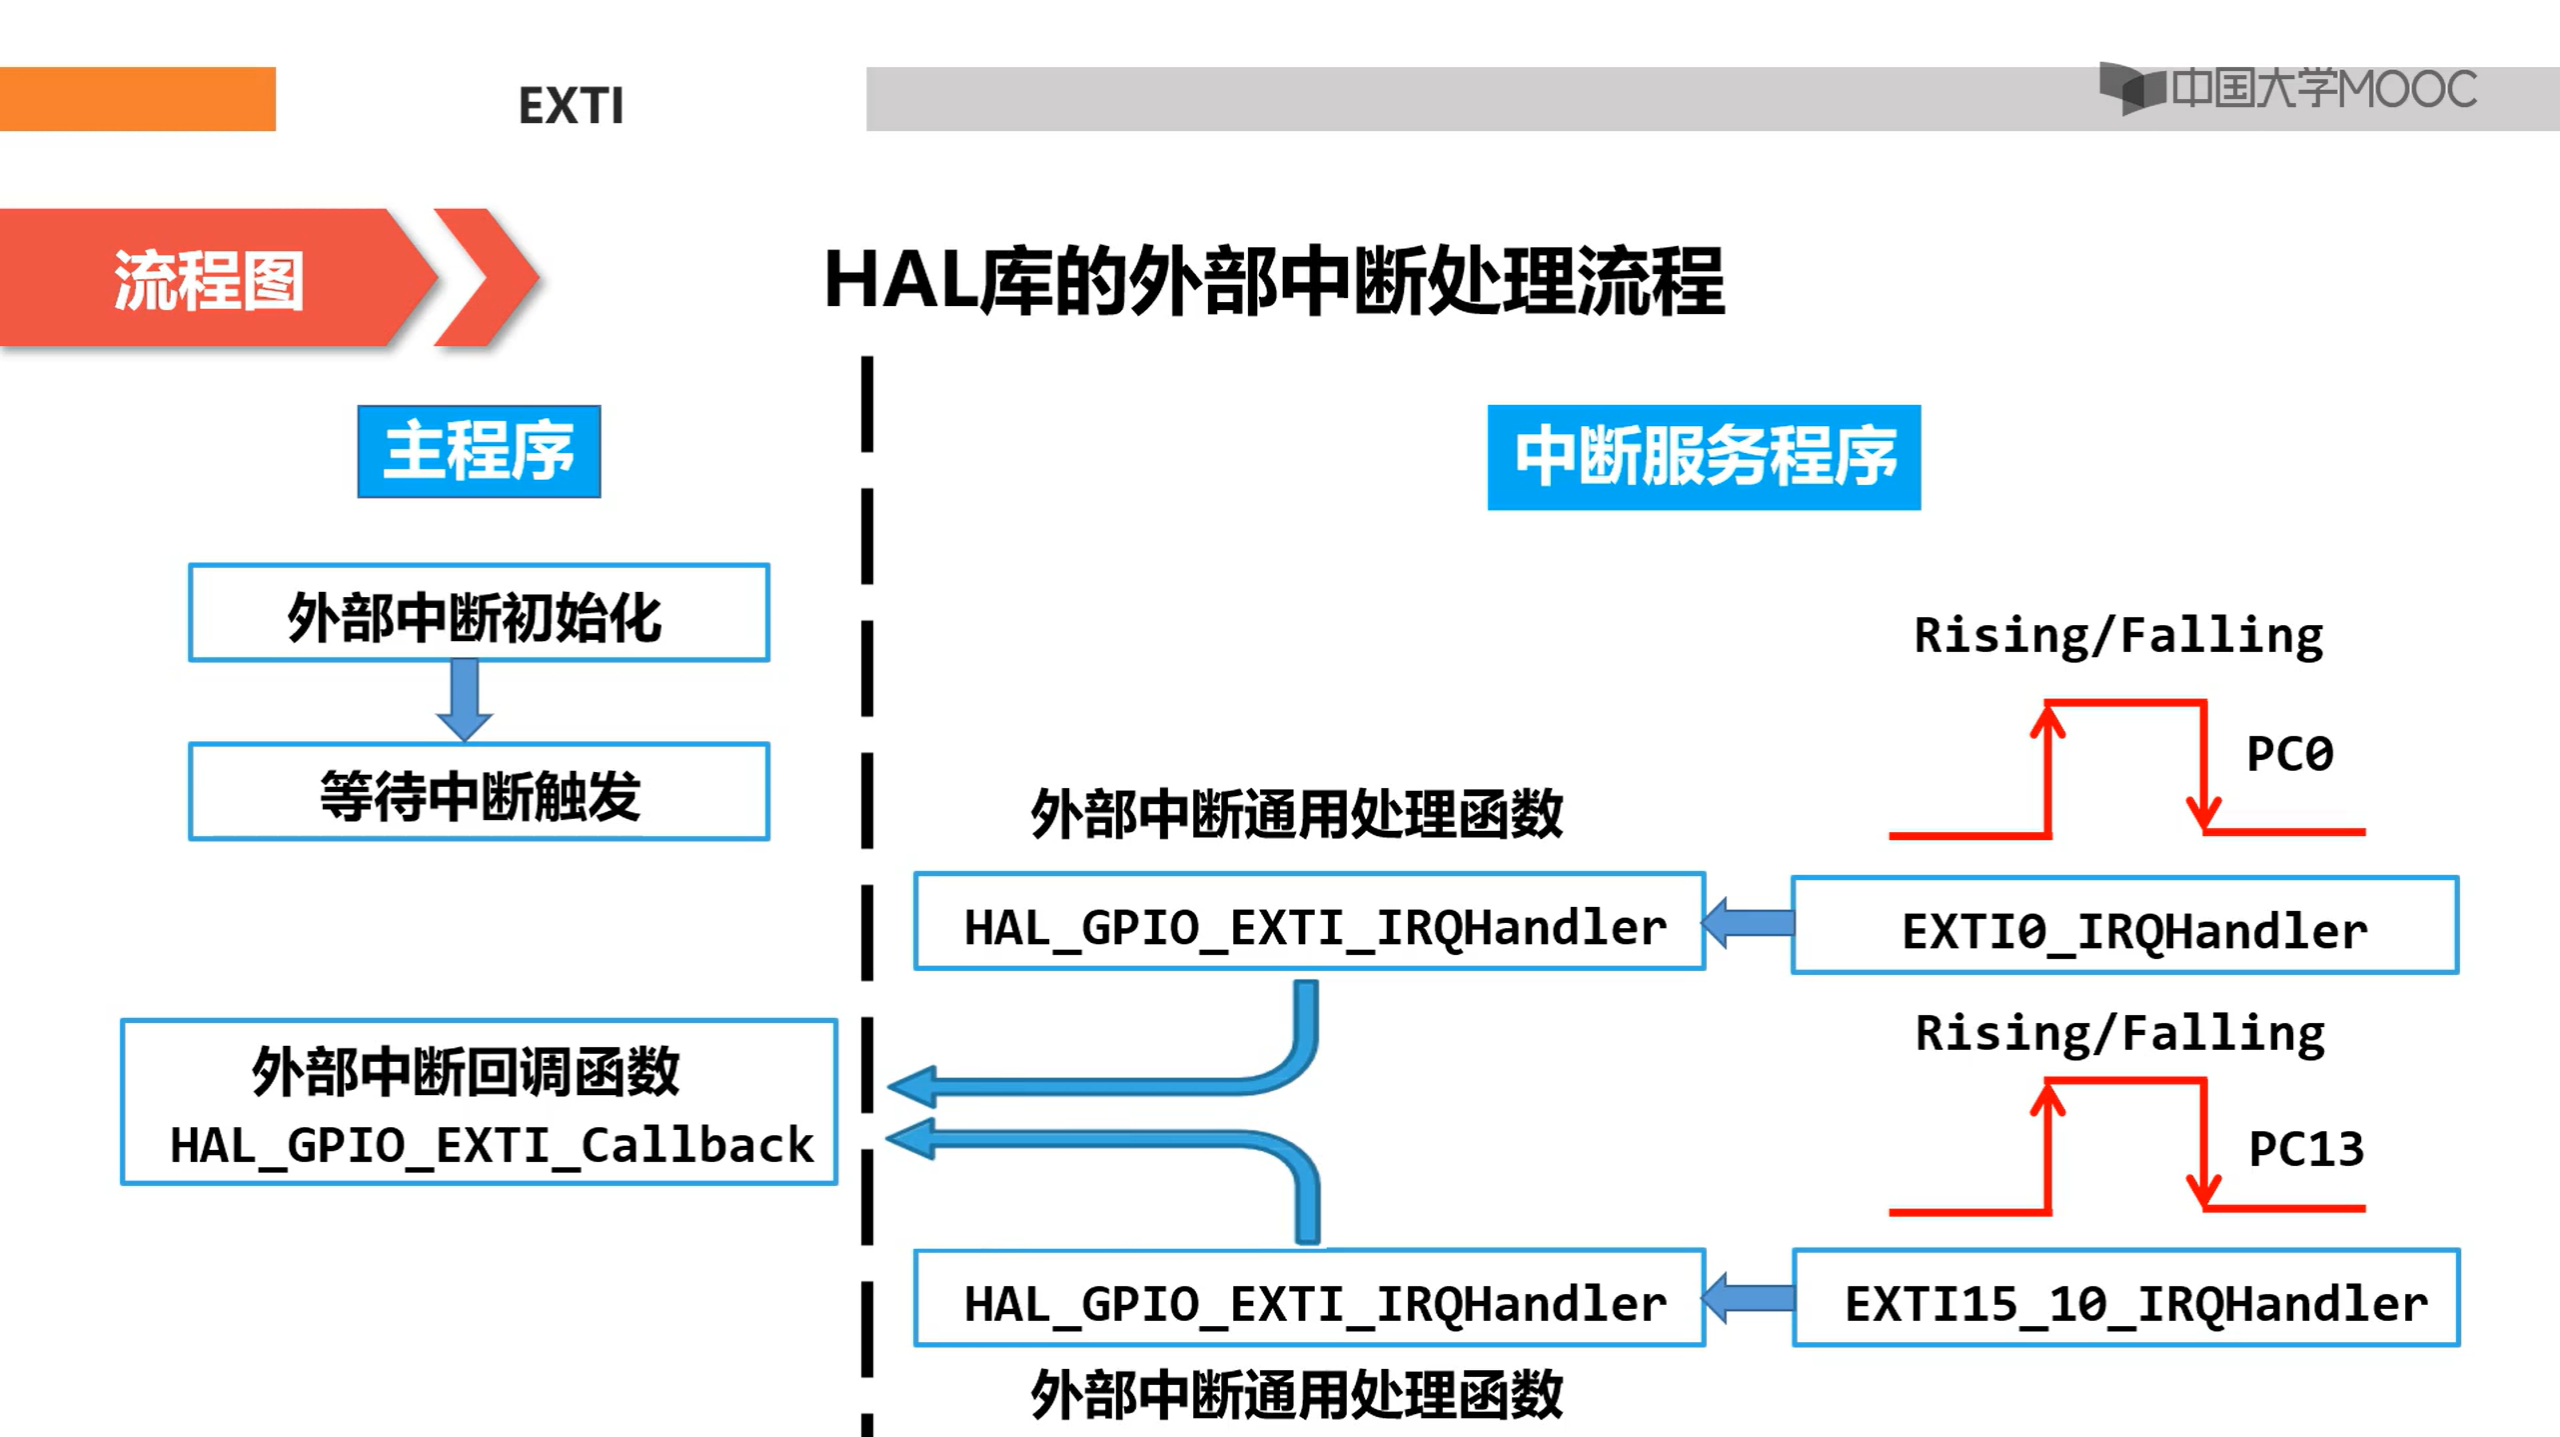 EXTI
中国大学MOOC
流程图
HAL库的外部中断处理流程
主程序
中断服务程序
外部中断初始化
等待中断触发
Rising/Falling
PC0
外部中断通用处理函数
HAL_GPIO_EXTI_IRQHandler
EXTI0_IRQHandler
外部中断回调函数
HAL_GPIO_EXTI_Callback
Rising/Falling
PC13
HAL_GPIO_EXTI_IRQHandler
EXTI15_10_IRQHandler
外部中断通用处理函数